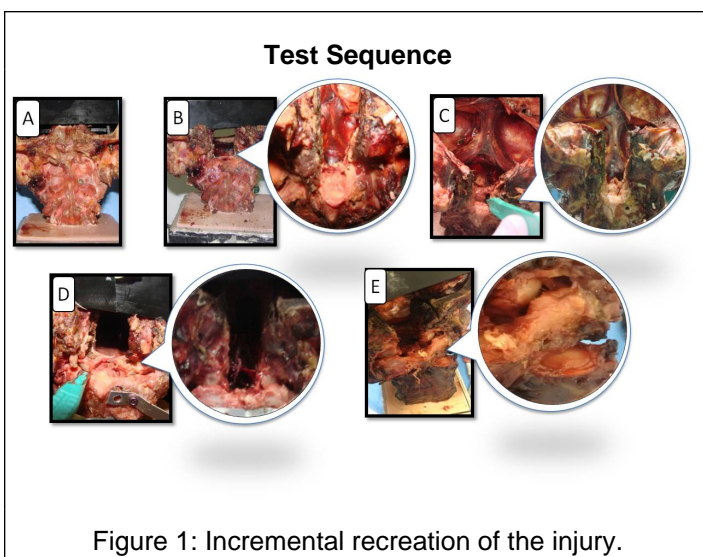 Test Sequence
A
B
C
D
E
Figure 1: Incremental recreation of the injury.